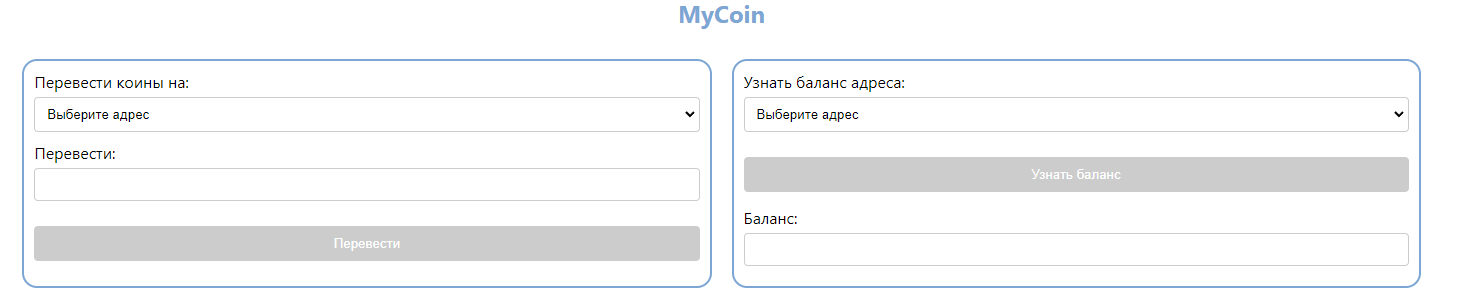 MyCoin
Перевести коины на:
Выберите адрес
Перевести:
Перевести
Узнать баланс адреса:
Выберите адрес
Узнать баланс
Баланс: